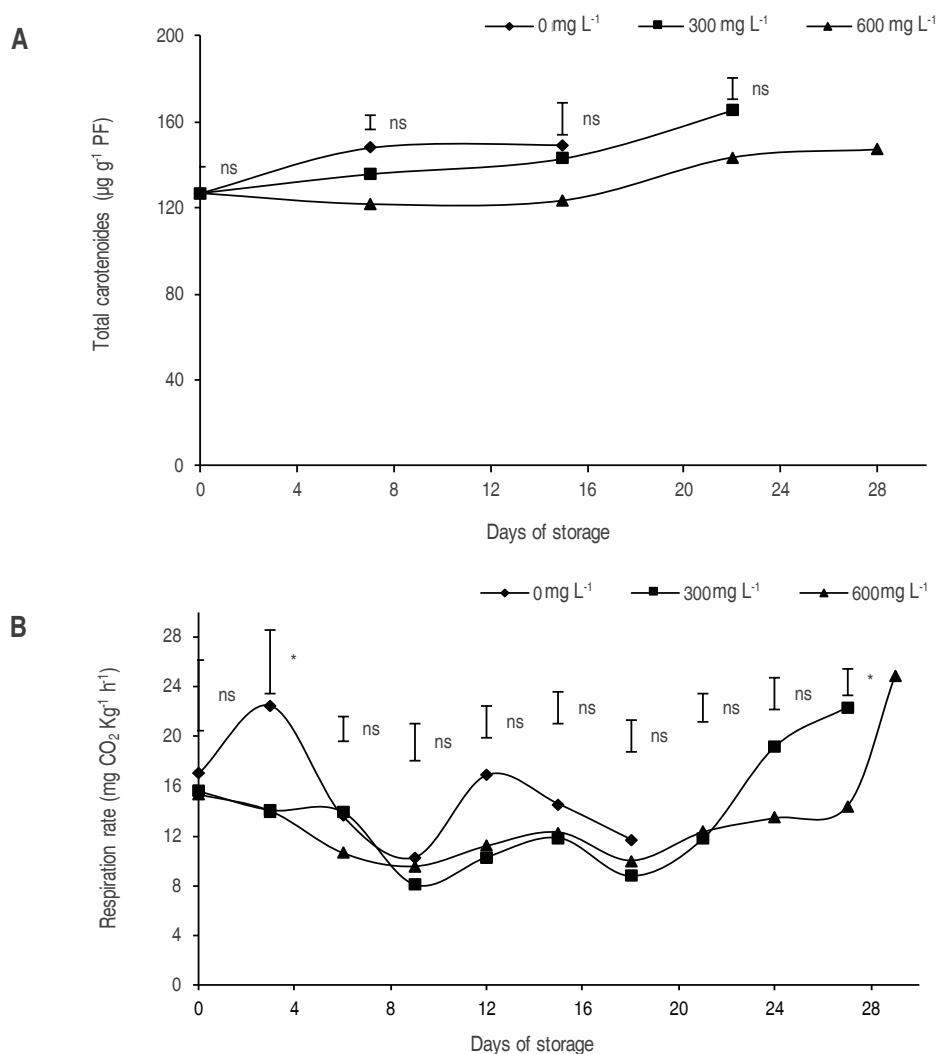 A
0 mg L-1 300 mg L-1 600 mg L-1
200
160
120
80
40
0
Total carotenoides (µg g-1 PF)
ns ns ns ns
0 4 8 12 16 20 24 28
Days of storage
B
0 mg L-1 300 mg L-1 600 mg L-1
28
24
20
16
12
8
4
0
Respiration rate (mg CO2 Kg-1 h-1)
ns * ns ns ns ns ns ns ns *
0 4 8 12 16 20 24 28
Days of storage